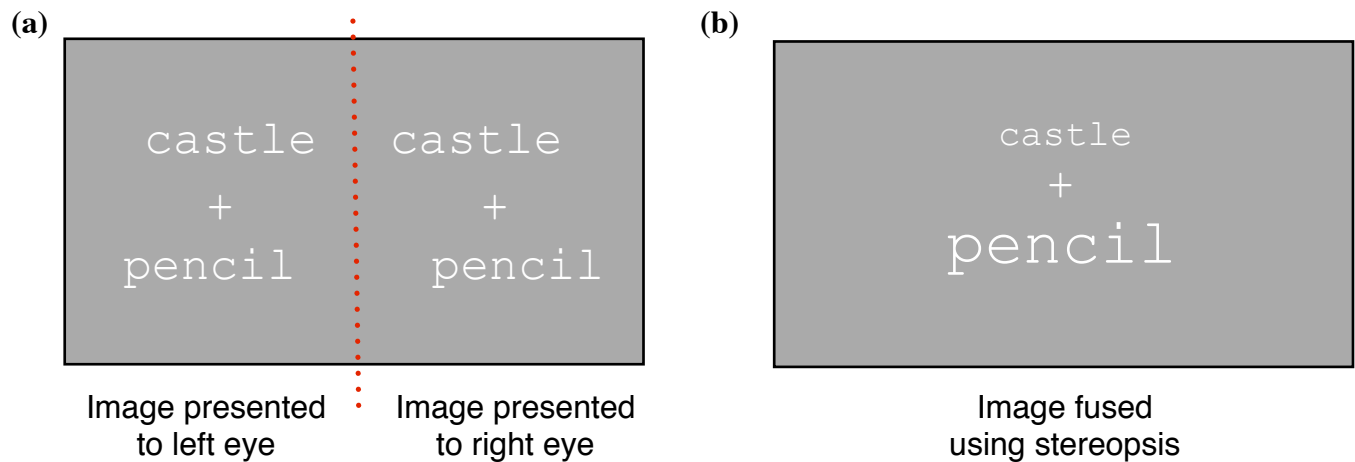 (a)
castle castle
+ +
pencil pencil
Image presented to left eye
Image presented to right eye
(b)
castle
+
pencil
Image fused
using stereopsis